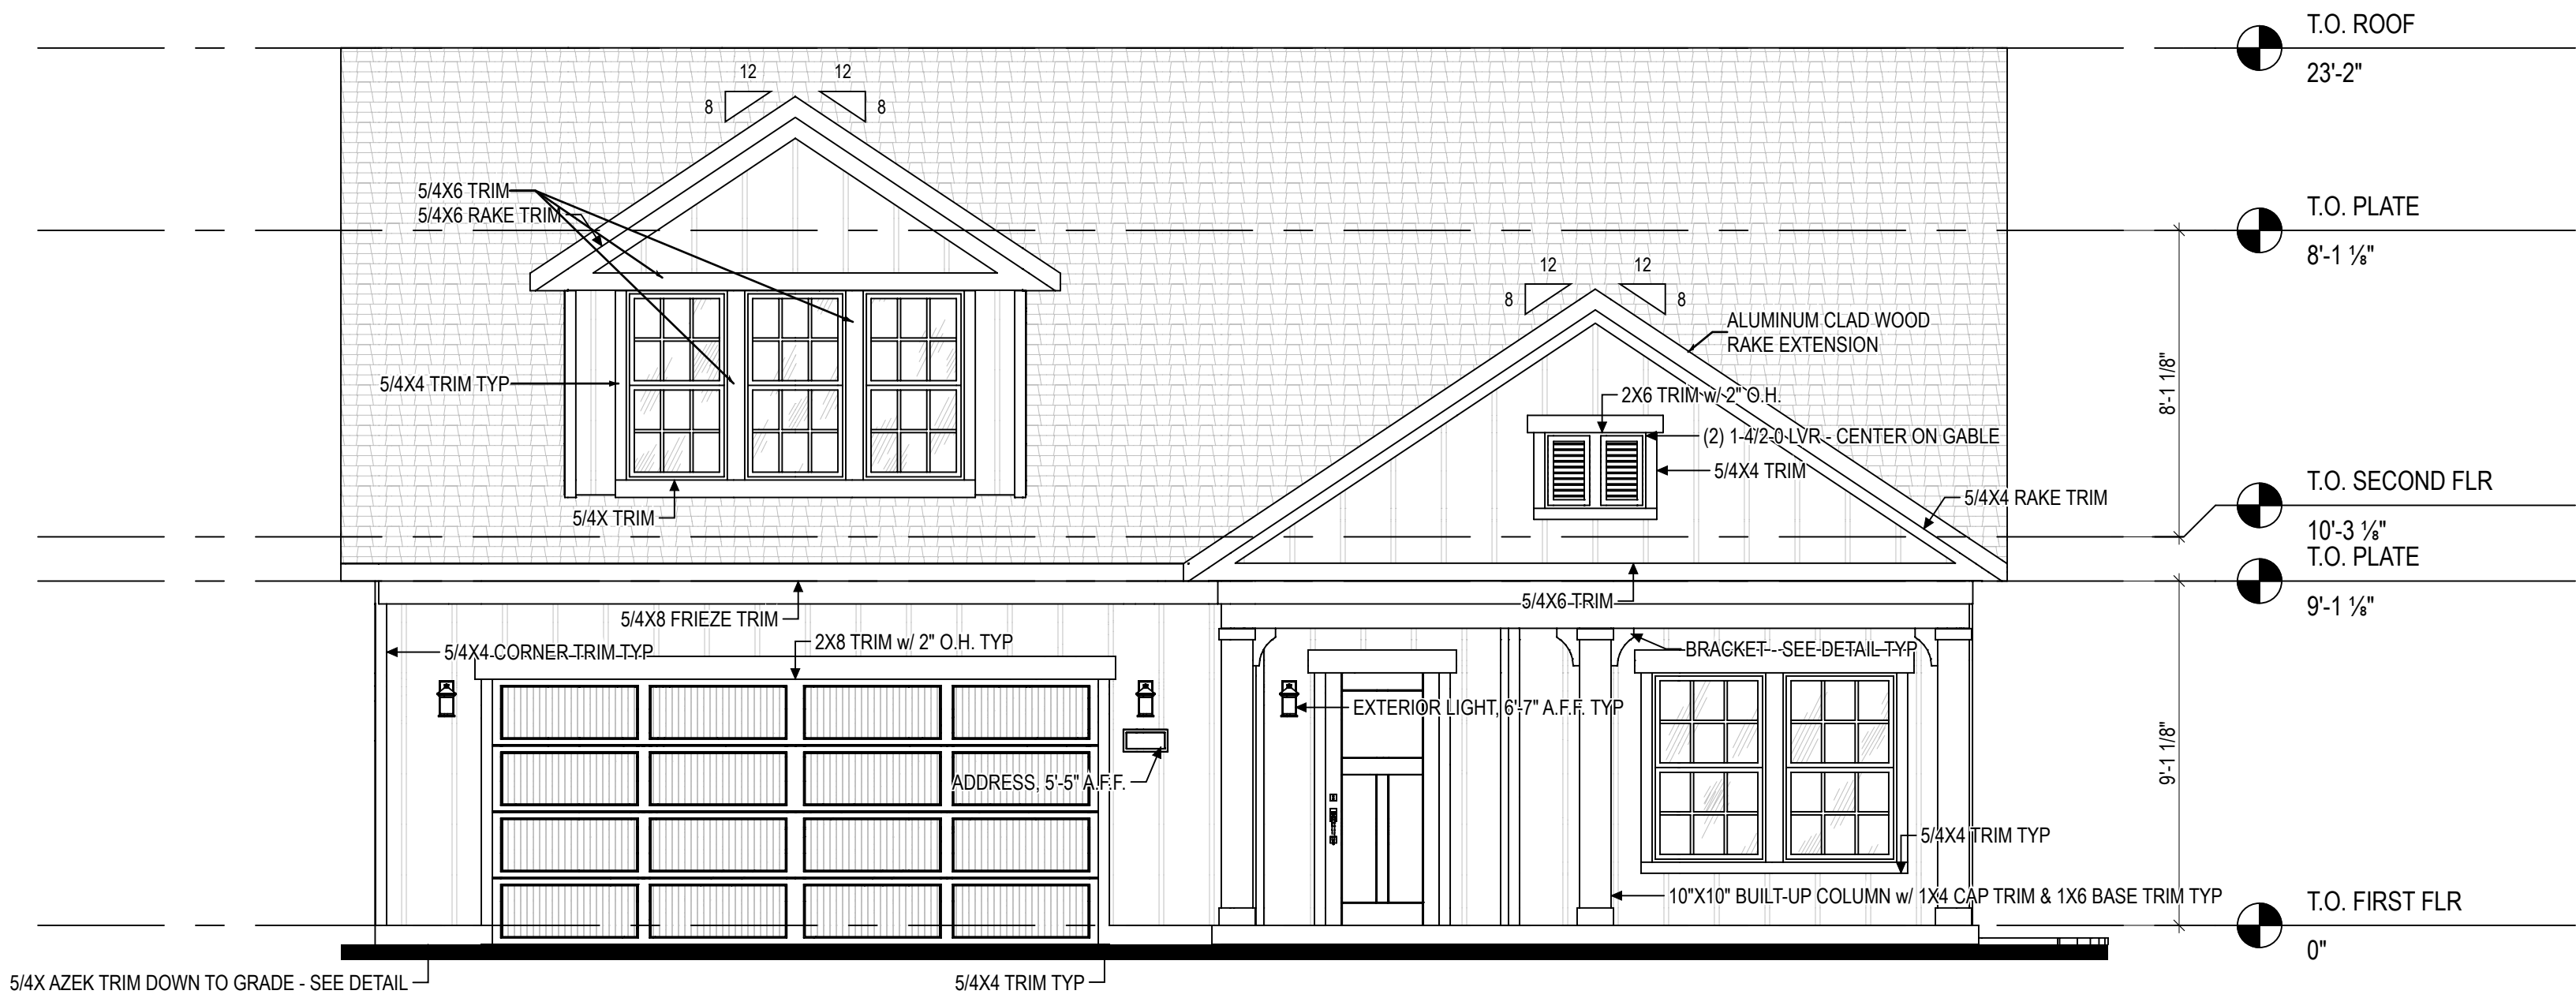 T.O. ROOF
23'-2"
12
12
8
8
5/4X6 TRIM
5/4X6 RAKE TRIM
T.O. PLATE
8'-1 ⅛"
12
12
8
8
ALUMINUM CLAD WOOD
RAKE EXTENSION
8'-1 1/8"
5/4X4 TRIM TYP
2X6 TRIM w/ 2" O.H.
(2) 1-4/2-0 LVR - CENTER ON GABLE
5/4X4 TRIM
T.O. SECOND FLR
10'-3 ⅛"
5/4X4 RAKE TRIM
5/4X TRIM
T.O. PLATE
9'-1 ⅛"
5/4X6 TRIM
5/4X8 FRIEZE TRIM
2X8 TRIM w/ 2" O.H. TYP
5/4X4 CORNER TRIM TYP
BRACKET - SEE DETAIL TYP
EXTERIOR LIGHT, 6'-7" A.F.F. TYP
9'-1 1/8"
ADDRESS, 5'-5" A.F.F.
5/4X4 TRIM TYP
10"X10" BUILT-UP COLUMN w/ 1X4 CAP TRIM & 1X6 BASE TRIM TYP
T.O. FIRST FLR
0"
5/4X AZEK TRIM DOWN TO GRADE - SEE DETAIL
5/4X4 TRIM TYP